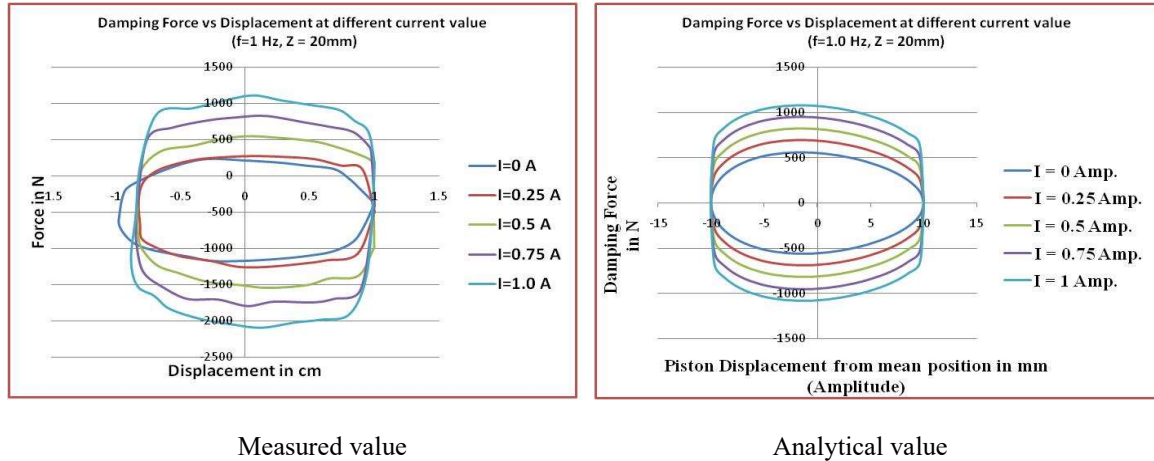 Damping Force vs Displacement at different current value
(f=1 Hz, Z = 20mm)
1500
1000
500
0
-500
-1000
-1500
-2000
-2500
1.5
-1
-0.5
0
0.5
1
1.5
Force in N
Displacement in cm
I=0 A
I=0.25 A
I=0.5 A
I=0.75 A
I=1.0 A
Damping Force vs Displacement at different current value
(f=1.0 Hz, Z = 20mm)
1500
1000
500
0
-500
-1000
-1500
-15
-10
-5
0
5
10
15
Damping Force
in N
Piston Displacement from mean position in mm
(Amplitude)
I = 0 Amp.
I = 0.25 Amp.
I = 0.5 Amp.
I = 0.75 Amp.
I = 1 Amp.
Measured value
Analytical value